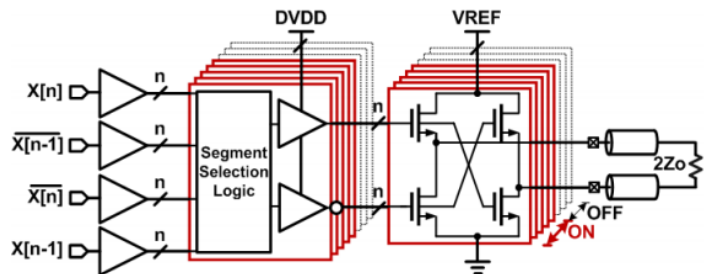 DVDD
VREF
X[n]
n
n
n
X[n-1]
n
Segment
Selection
Logic
2Zo
X[n]
n
n
OFF
ON
X[n-1]
n